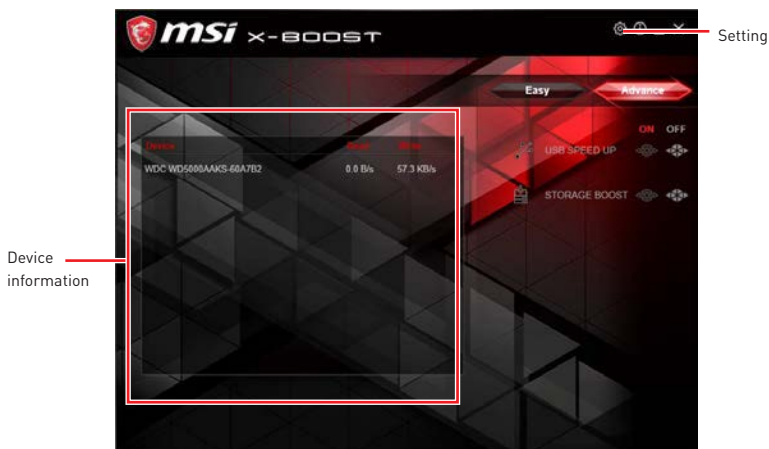 msi X-BOOST
Setting
Easy Advance
ON OFF
Device Read Write
USB SPEED UP
WDC WD5000AAKS-60A7B2 0.0 B/s 57.3 KB/s
STORAGE BOOST
Device
information